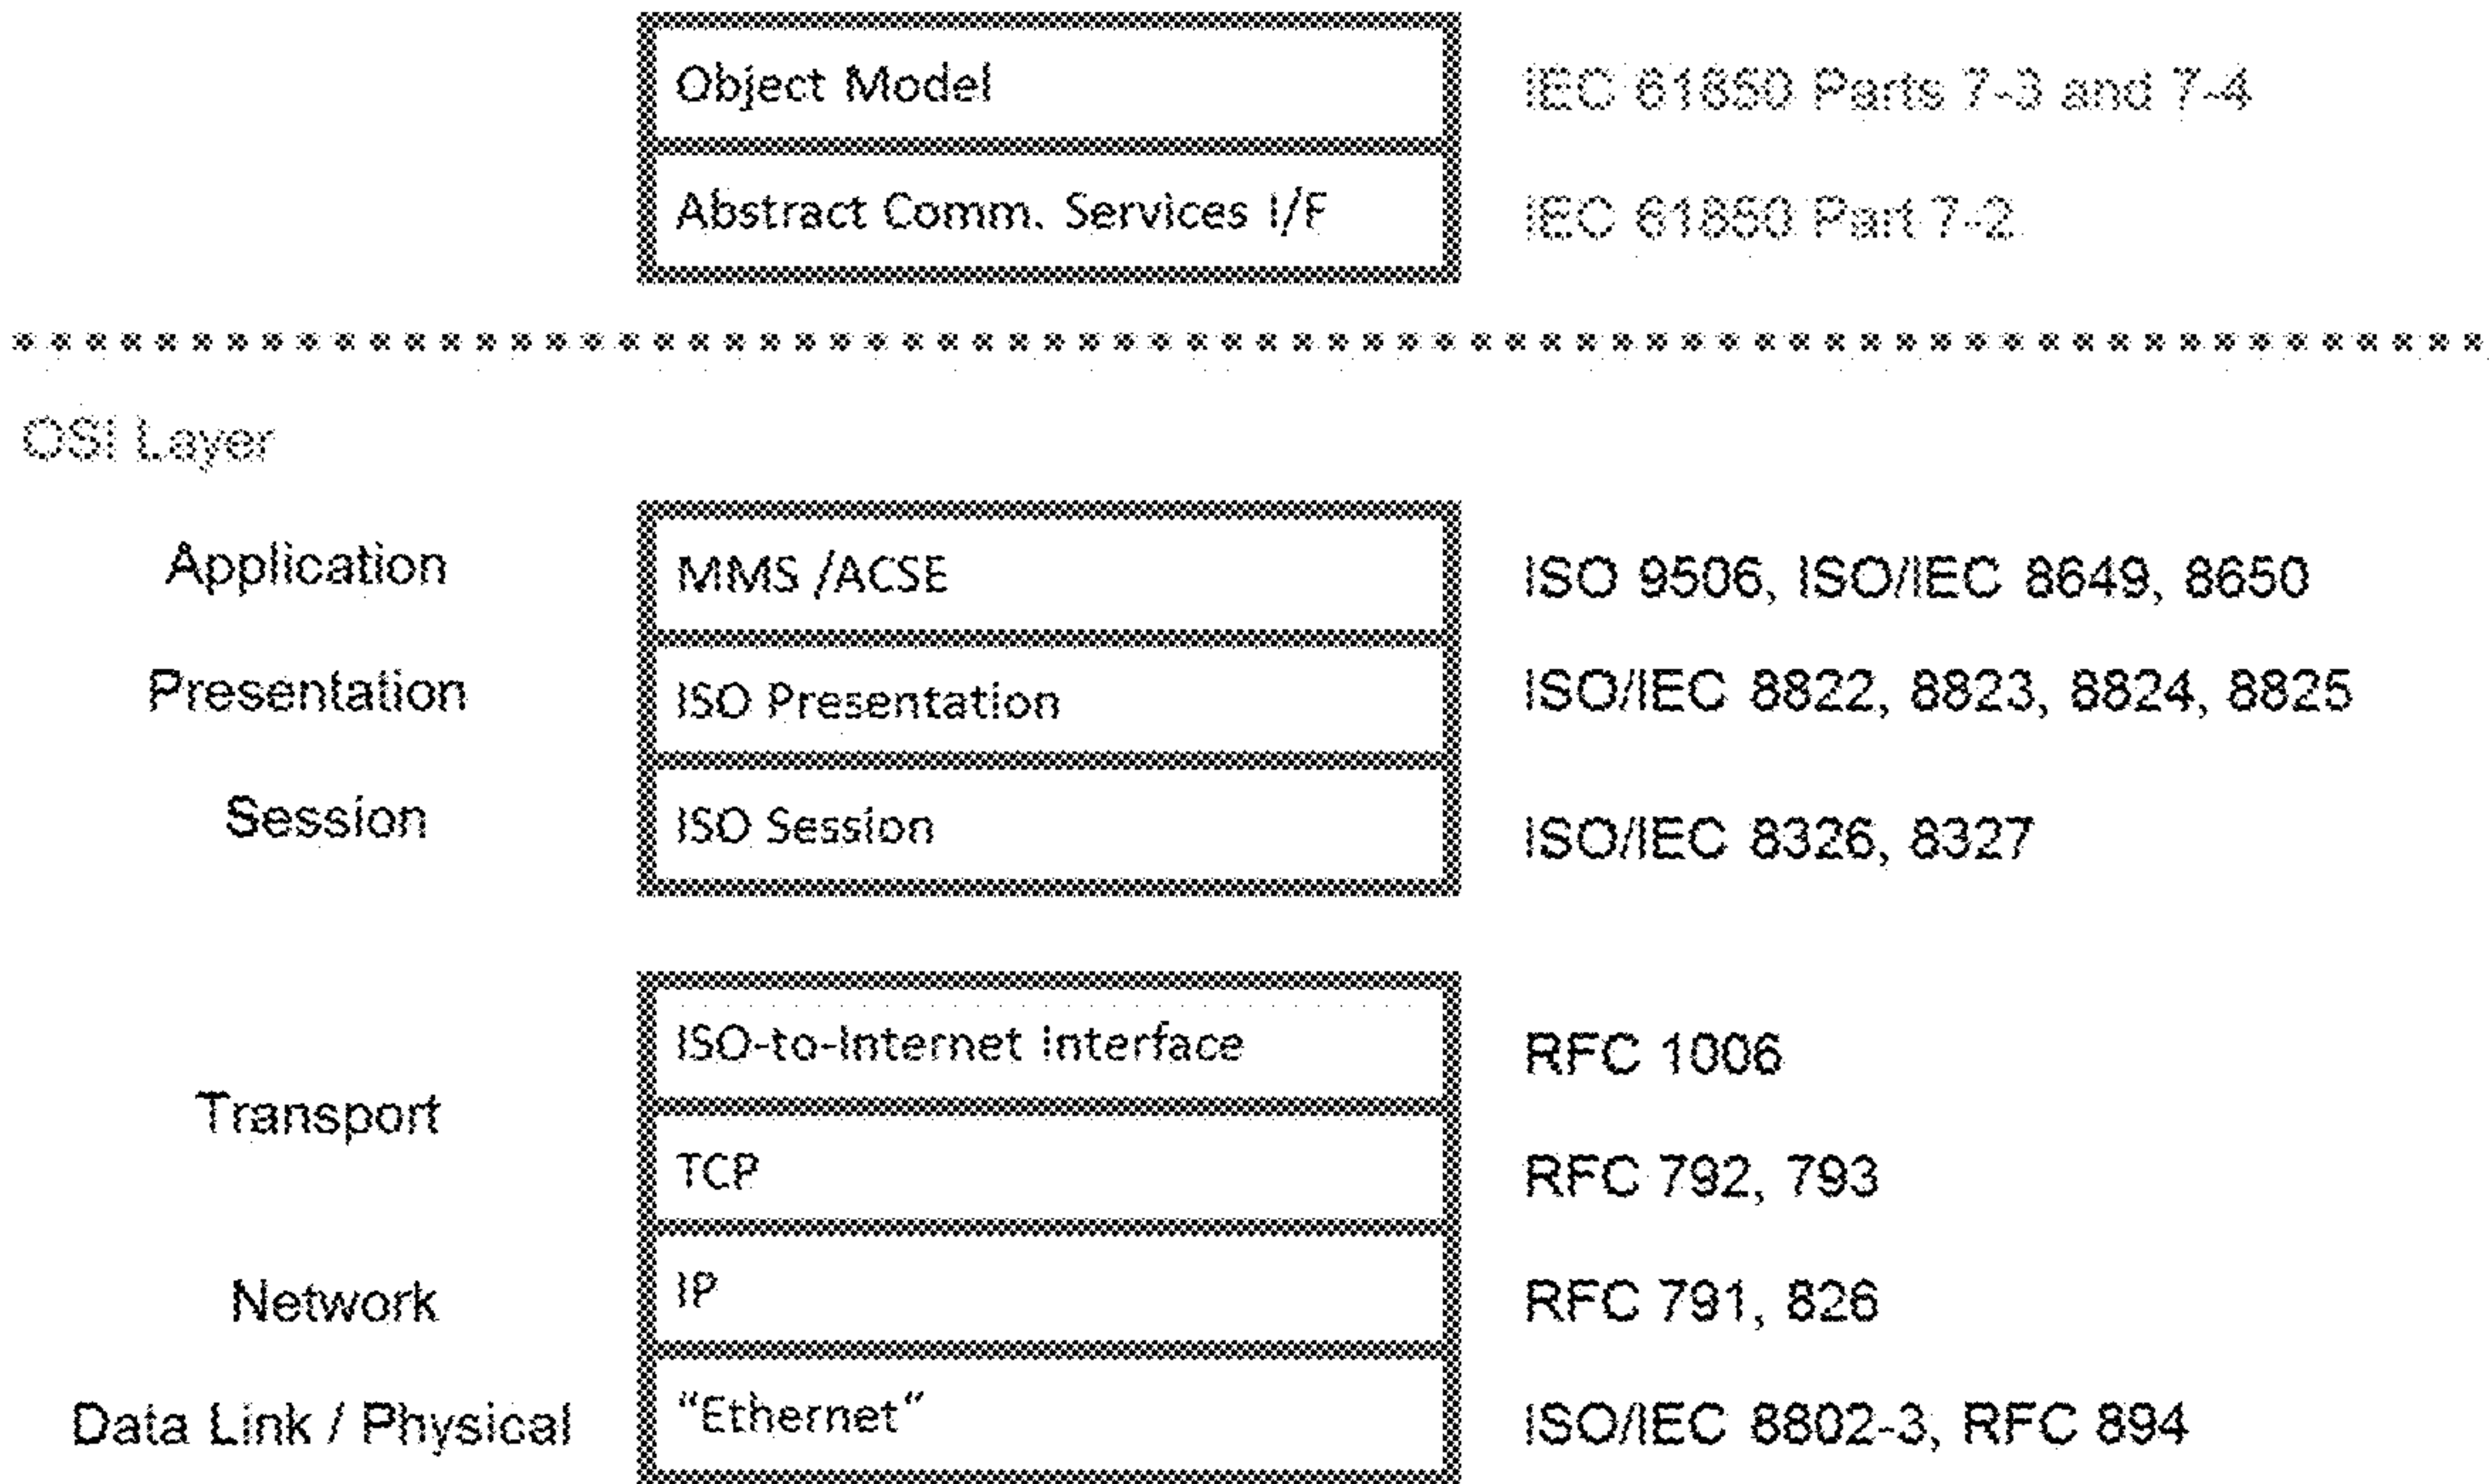 Object Model IEC 61850 Parts 7-3 and 7-4
Abstract Comm. Services I/F IEC 61850 Part 7-2
OSI Layer
Application MMS /ACSE ISO 9506, ISO/IEC 8649, 8650
Presentation ISO Presentation ISO/IEC 8822, 8823, 8824, 8825
Session ISO Session ISO/IEC 8326, 8327
ISO-to-Internet interface RFC 1006
Transport
TCP RFC 792, 793
Network IP RFC 791, 826
Data Link / Physical "Ethernet" ISO/IEC 8802-3, RFC 894